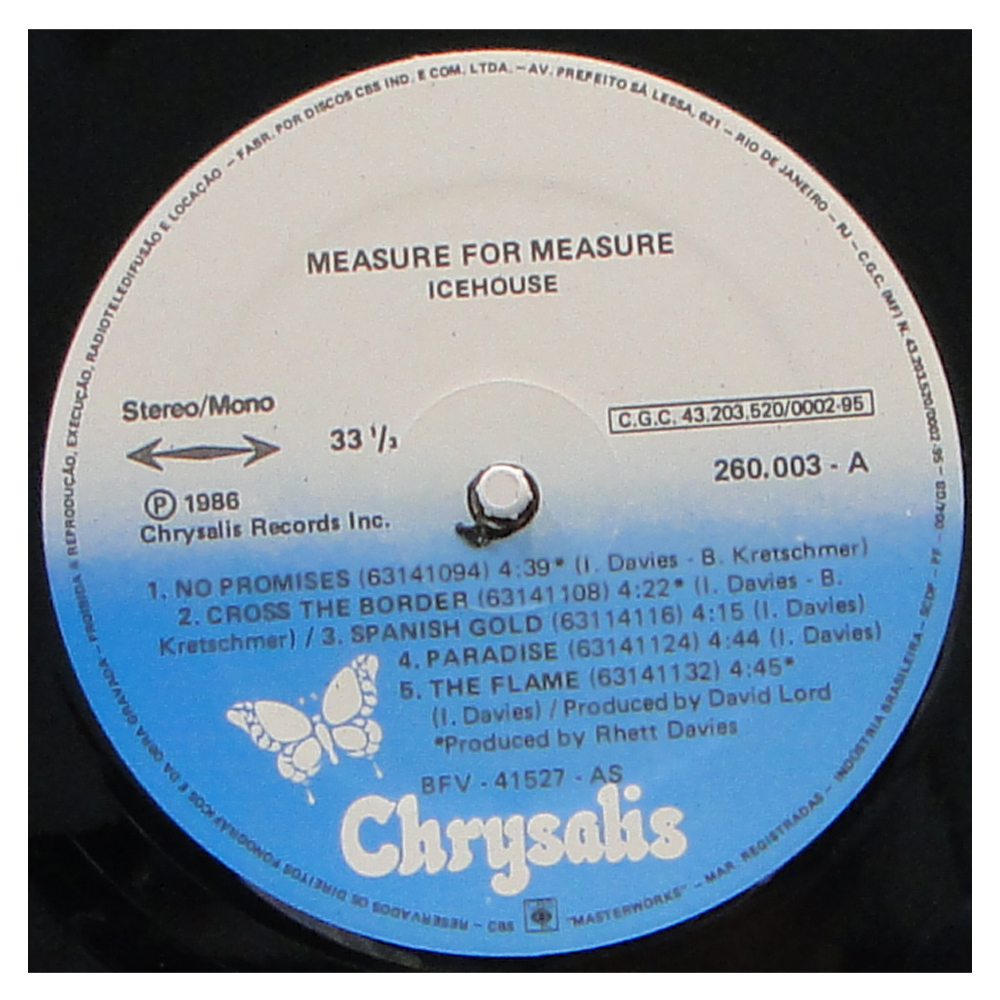 FABR. POR DISCOS CBS IND. E COM. LTDA. – AV. PREFEITO SÁ LESSA, 621 – RIO DE JANEIRO – RJ – C.G.C. (MF) N. 43.203.520/0002-95 - 004/GB - PF - SCDP – INDÚSTRIA BRASILEIRA – MAR. REGISTRADAS – "MASTERWORKS"
CBS – RESERVADOS OS DIREITOS FONOGRÁFICOS E DA OBRA GRAVADA – PROIBIDA A REPRODUÇÃO, EXECUÇÃO, RADIOTELEDIFUSÃO E LOCAÇÃO –
MEASURE FOR MEASURE
ICEHOUSE
Stereo/Mono
33 1/3
C.G.C. 43.203.520/0002-95
260.003 - A
Ⓟ 1986
Chrysalis Records Inc.
1. NO PROMISES (63141094) 4:39* (I. Davies - B. Kretschmer)
2. CROSS THE BORDER (63141108) 4:22* (I. Davies - B.
Kretschmer) / 3. SPANISH GOLD (63114116) 4:15 (I. Davies)
4. PARADISE (63141124) 4:44 (I. Davies)
5. THE FLAME (63141132) 4:45*
(I. Davies) / Produced by David Lord
*Produced by Rhett Davies
BFV - 41527 - AS
Chrysalis